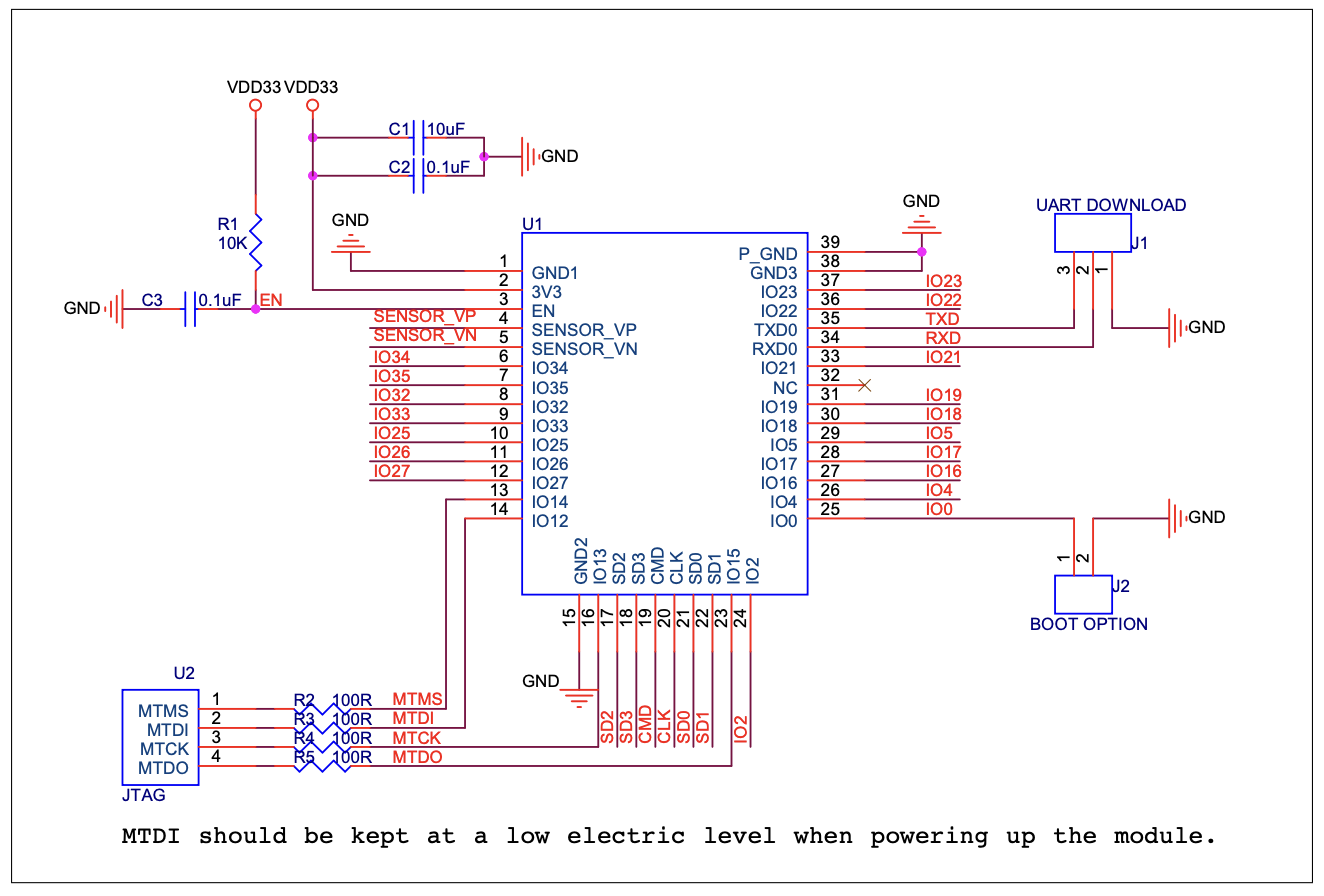 VDD33 VDD33
C1 10uF
C2 0.1uF
GND
R1
10K
GND
C3 0.1uF EN
GND
U1
GND
UART DOWNLOAD
J1
3 2 1
GND
1 GND1
2 3V3
3 EN
SENSOR_VP 4 SENSOR_VP
SENSOR_VN 5 SENSOR_VN
IO34 6 IO34
IO35 7 IO35
IO32 8 IO32
IO33 9 IO33
IO25 10 IO25
IO26 11 IO26
IO27 12 IO27
13 IO14
14 IO12
P_GND 39
GND3 38
IO23 37 IO23
IO22 36 IO22
TXD0 35 TXD
RXD0 34 RXD
IO21 33 IO21
NC 32
IO19 31 IO19
IO18 30 IO18
IO5 29 IO5
IO17 28 IO17
IO16 27 IO16
IO4 26 IO4
IO0 25 IO0
GND
1 2
J2
BOOT OPTION
GND2 IO13 SD2 SD3 CMD CLK SD0 SD1 IO15 IO2
15 16 17 18 19 20 21 22 23 24
GND
SD2 SD3 CMD CLK SD0 SD1 IO2
U2
MTMS 1 R2 100R MTMS
MTDI 2 R3 100R MTDI
MTCK 3 R4 100R MTCK
MTDO 4 R5 100R MTDO
JTAG
MTDI should be kept at a low electric level when powering up the module.